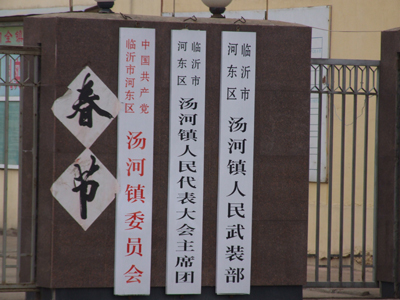 春
节
中国共产党
临沂市河东区
汤河镇委员会
临沂市
河东区
汤河镇人民代表大会主席团
临沂市
河东区
汤河镇人民武装部